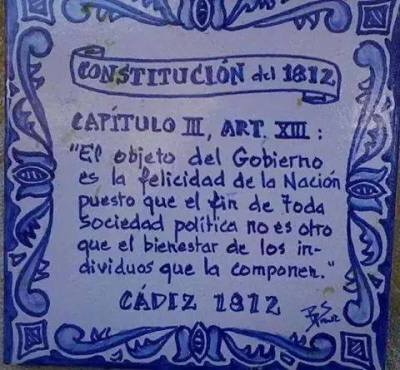 CONSTITUCIÓN del 1812
CAPÍTULO III, ART. XIII:
"El objeto del Gobierno
es la felicidad de la Nación
puesto que el fin de toda
sociedad política no es otro
que el bienestar de los in-
dividuos que la componen."
CÁDIZ 1812